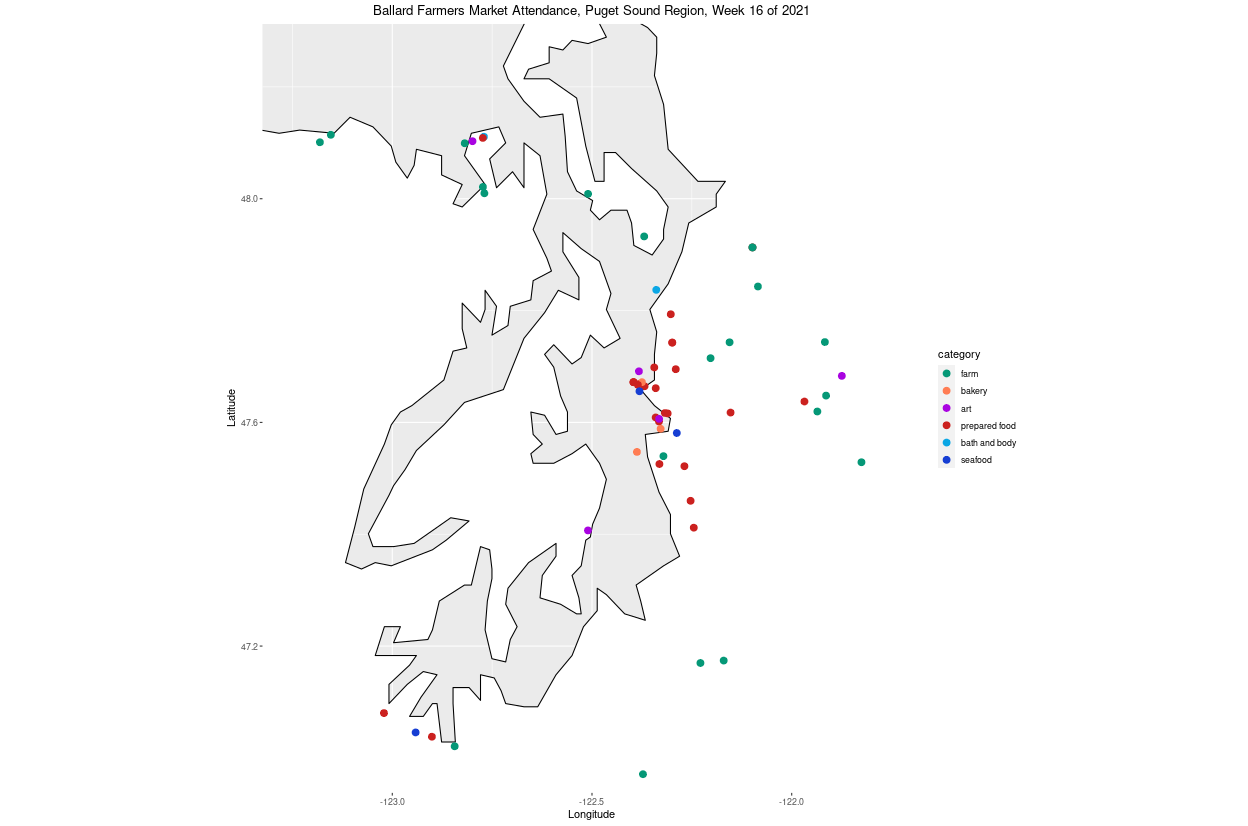 Ballard Farmers Market Attendance, Puget Sound Region, Week 16 of 2021
48.0
47.6
47.2
Latitude
-123.0
-122.5
-122.0
Longitude
category
farm
bakery
art
prepared food
bath and body
seafood